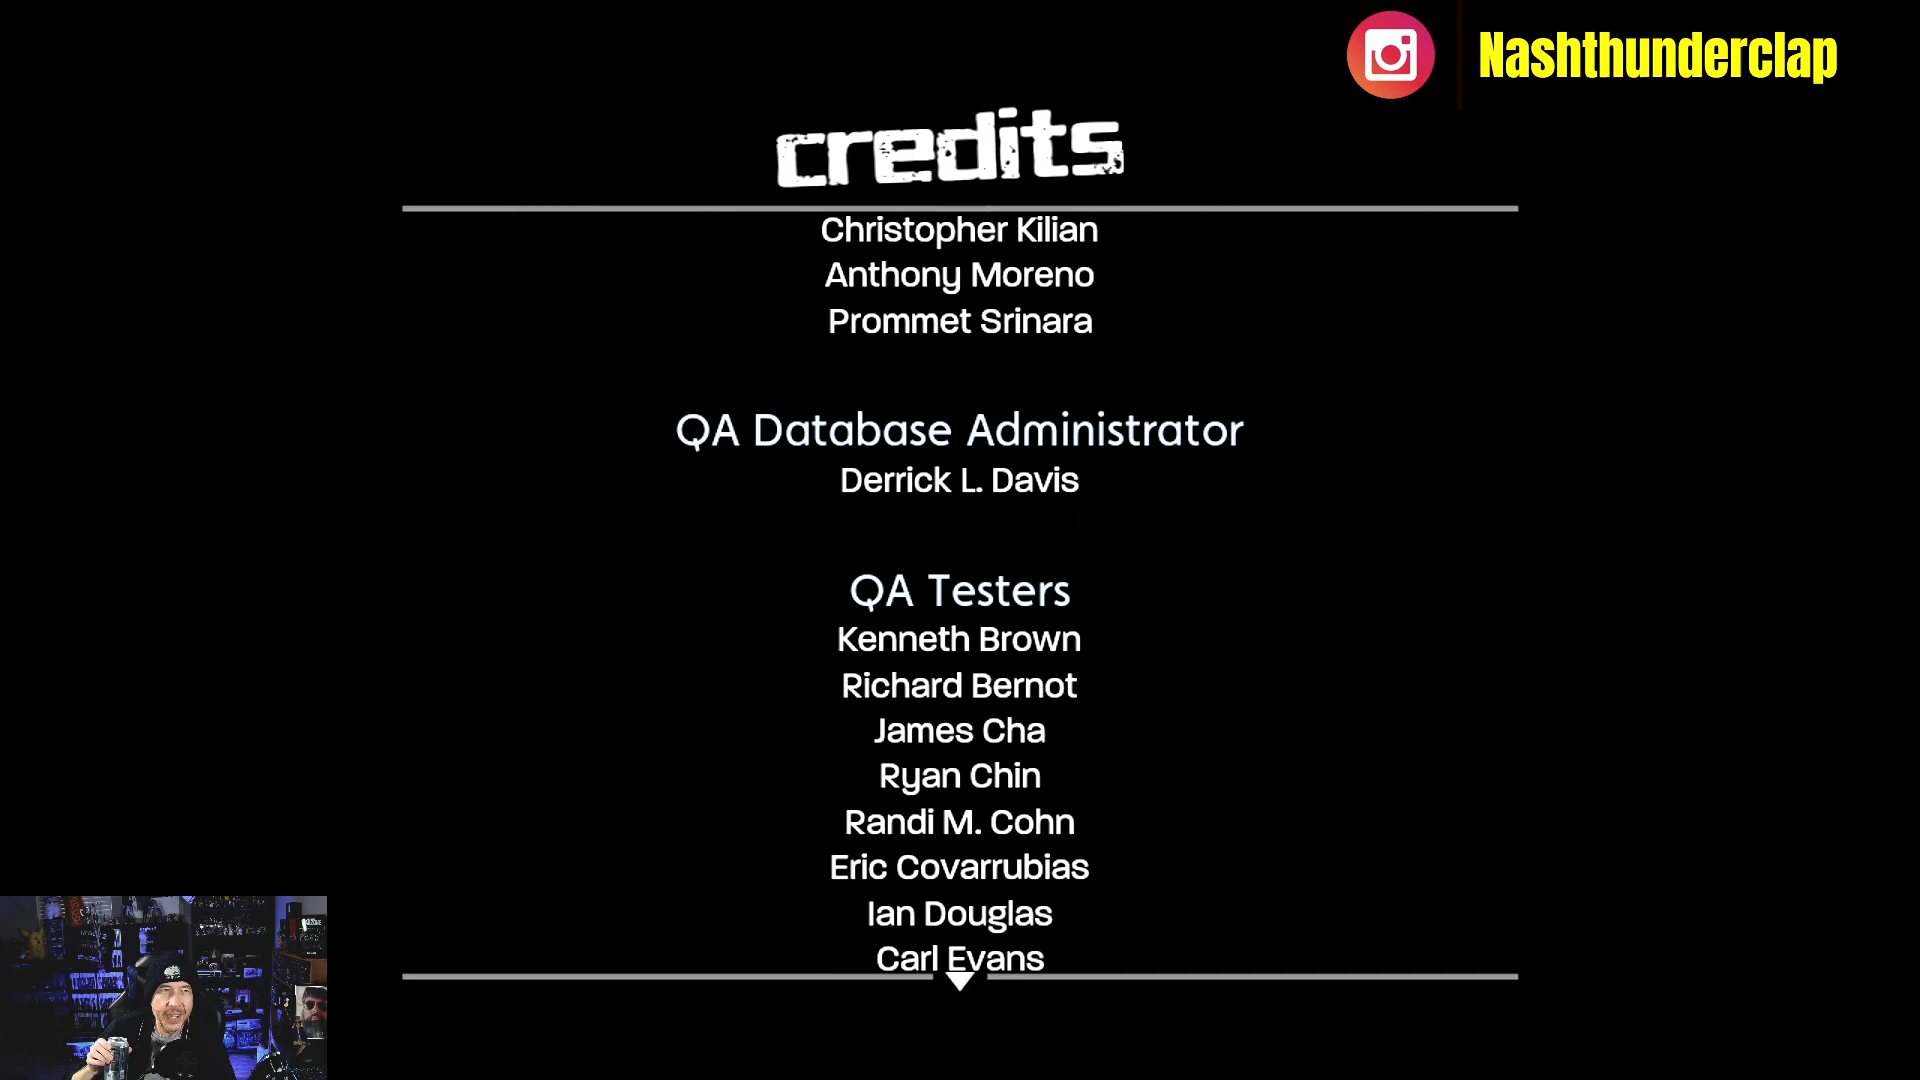 Nashthunderclap
credits
Christopher Kilian
Anthony Moreno
Prommet Srinara
QA Database Administrator
Derrick L. Davis
QA Testers
Kenneth Brown
Richard Bernot
James Cha
Ryan Chin
Randi M. Cohn
Eric Covarrubias
Ian Douglas
Carl Evans